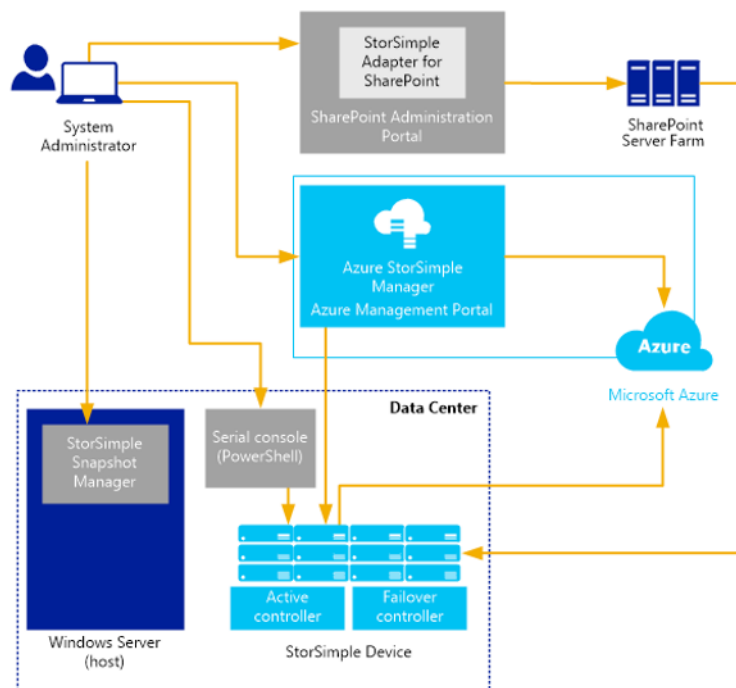 StorSimple
Adapter for
SharePoint
SharePoint Administration
Portal
System
Administrator
SharePoint
Server Farm
Azure StorSimple
Manager
Azure Management Portal
Azure
Microsoft Azure
Data Center
StorSimple
Snapshot
Manager
Serial console
(PowerShell)
Active
controller
Failover
controller
Windows Server
(host)
StorSimple Device